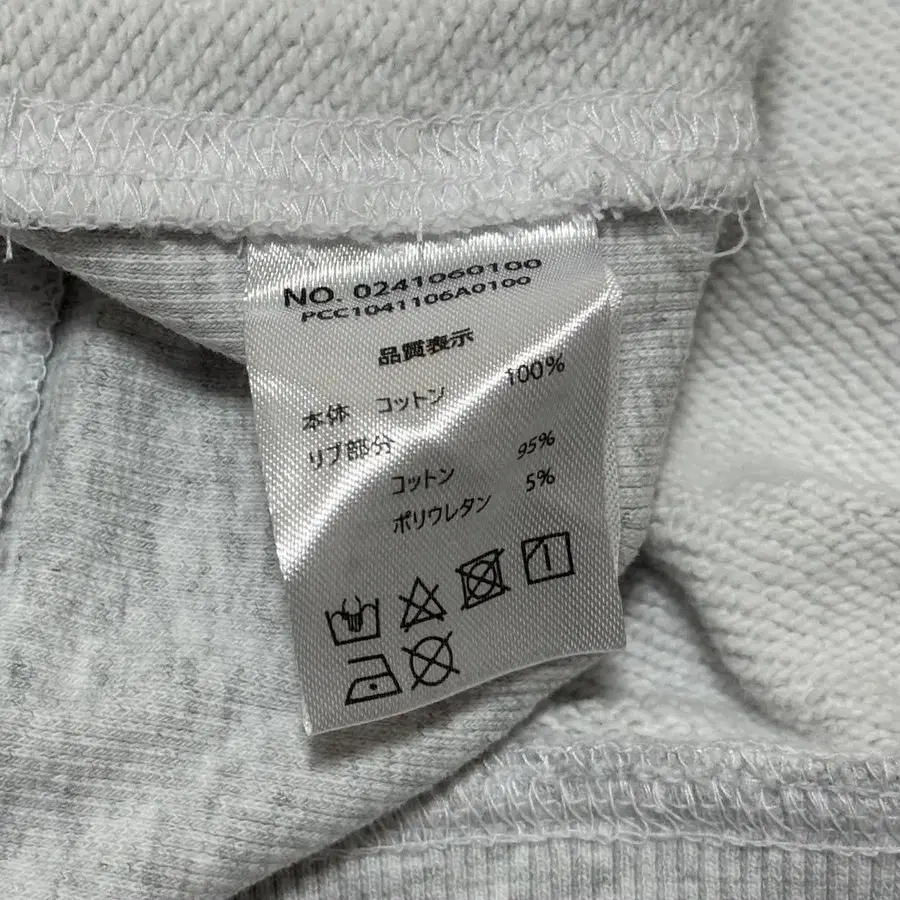 NO. 0241060100
PCC1041106A0100
品質表示
本体 コットン 100%
リブ部分
コットン 95%
ポリウレタン 5%